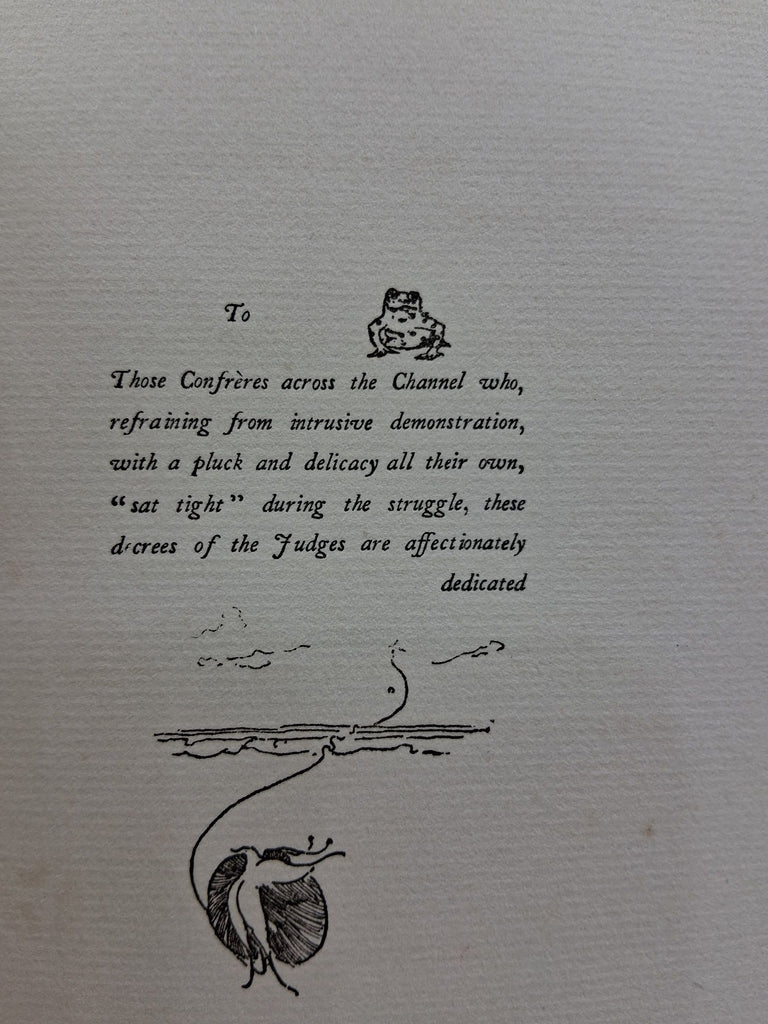 To
Those Confrères across the Channel who,
refraining from intrusive demonstration,
with a pluck and delicacy all their own,
“sat tight” during the struggle, these
decrees of the Judges are affectionately
dedicated